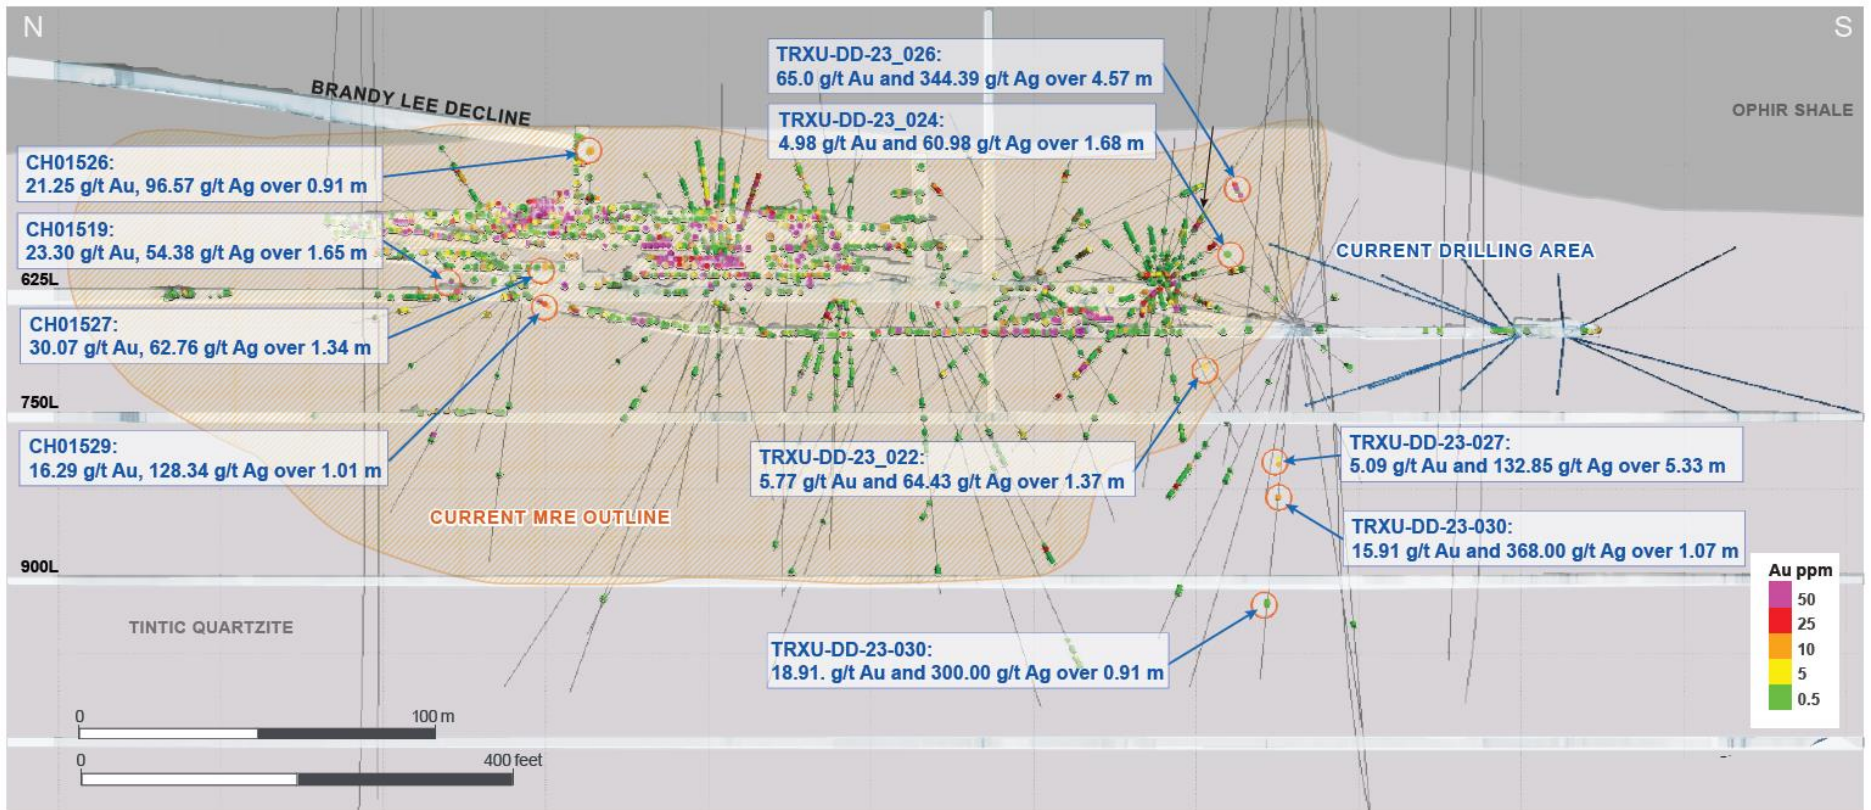 N
S
BRANDY LEE DECLINE
OPHIR SHALE
TRXU-DD-23_026:
65.0 g/t Au and 344.39 g/t Ag over 4.57 m
TRXU-DD-23_024:
4.98 g/t Au and 60.98 g/t Ag over 1.68 m
CH01526:
21.25 g/t Au, 96.57 g/t Ag over 0.91 m
CH01519:
23.30 g/t Au, 54.38 g/t Ag over 1.65 m
625L
CURRENT DRILLING AREA
CH01527:
30.07 g/t Au, 62.76 g/t Ag over 1.34 m
750L
CH01529:
16.29 g/t Au, 128.34 g/t Ag over 1.01 m
TRXU-DD-23_022:
5.77 g/t Au and 64.43 g/t Ag over 1.37 m
TRXU-DD-23-027:
5.09 g/t Au and 132.85 g/t Ag over 5.33 m
CURRENT MRE OUTLINE
TRXU-DD-23-030:
15.91 g/t Au and 368.00 g/t Ag over 1.07 m
900L
TINTIC QUARTZITE
TRXU-DD-23-030:
18.91. g/t Au and 300.00 g/t Ag over 0.91 m
Au ppm
50
25
10
5
0.5
0 100 m
0 400 feet